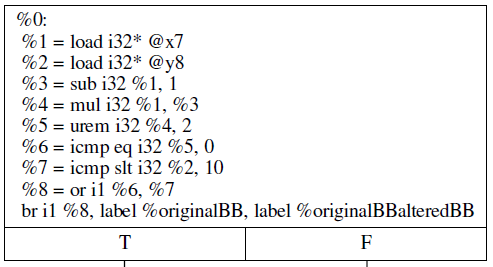 %0:
%1 = load i32* @x7
%2 = load i32* @y8
%3 = sub i32 %1, 1
%4 = mul i32 %1, %3
%5 = urem i32 %4, 2
%6 = icmp eq i32 %5, 0
%7 = icmp slt i32 %2, 10
%8 = or i1 %6, %7
br i1 %8, label %originalBB, label %originalBBalteredBB
T F